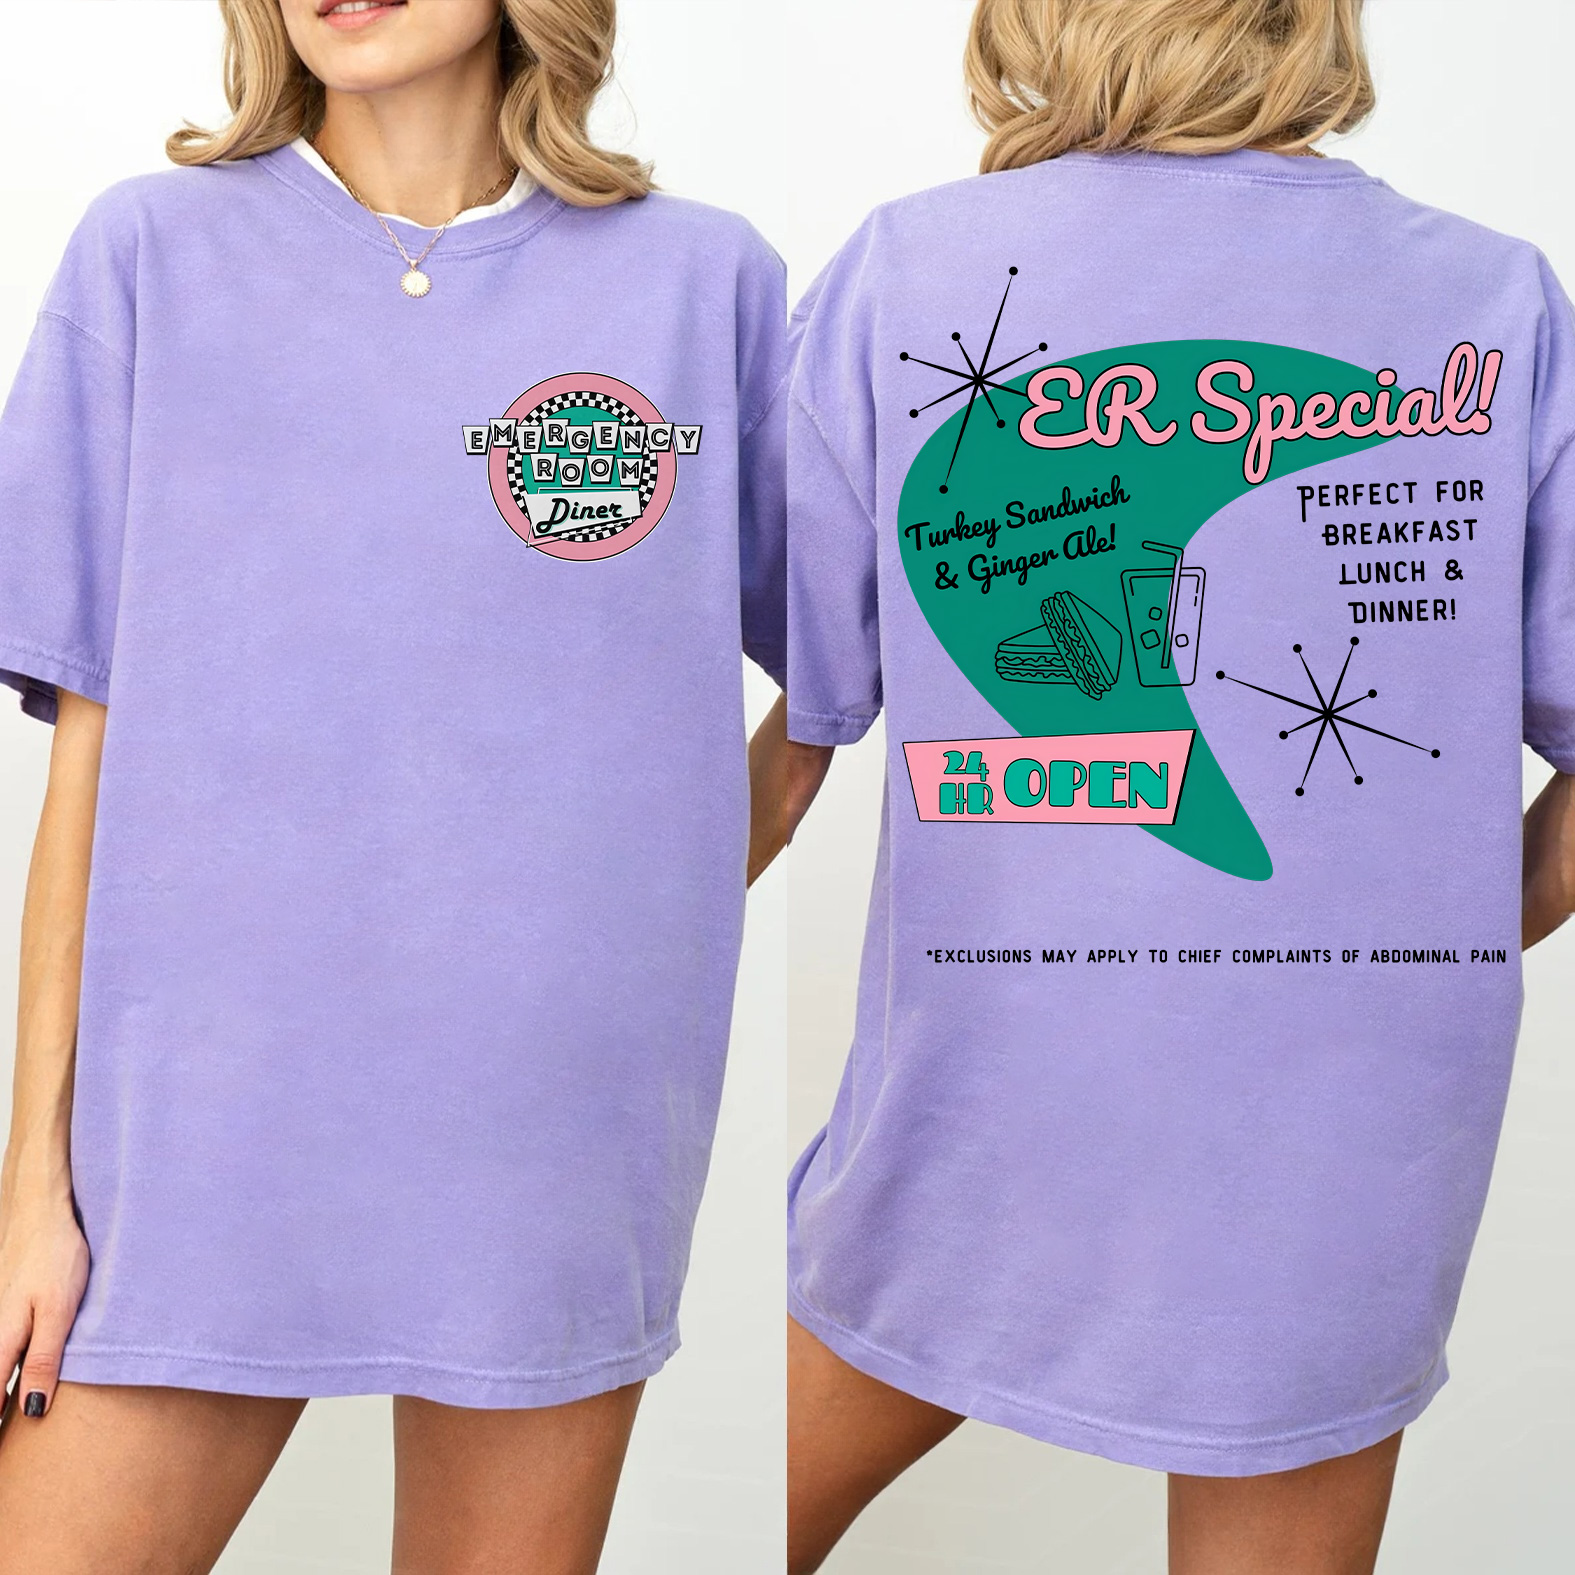 EMERGENCY
ROOM
Diner
ER Special!
Turkey Sandwich
& Ginger Ale!
PERFECT FOR
BREAKFAST
LUNCH &
DINNER!
24
HR
OPEN
*EXCLUSIONS MAY APPLY TO CHIEF COMPLAINTS OF ABDOMINAL PAIN